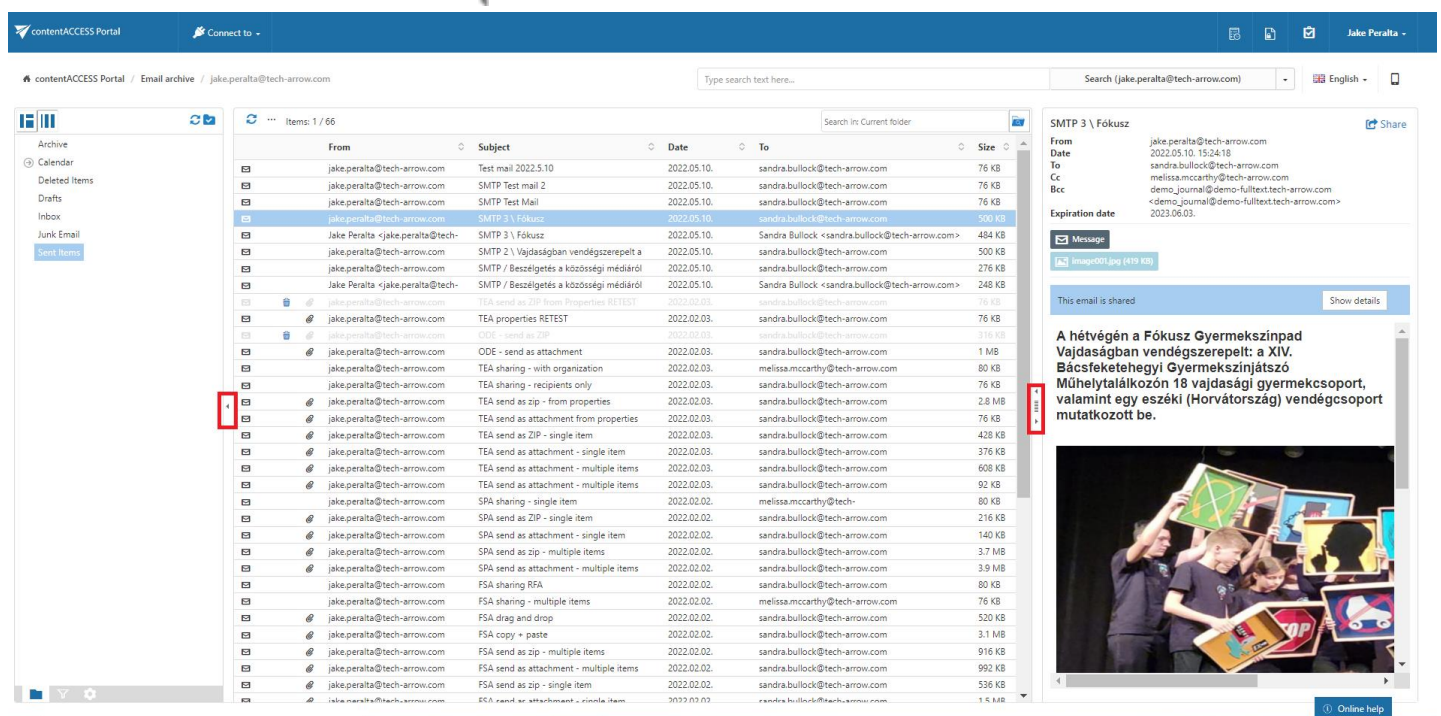 contentACCESS Portal
Connect to
Jake Peralta
contentACCESS Portal / Email archive / jake.peralta@tech-arrow.com
Type search text here...
Search (jake.peralta@tech-arrow.com)
English
Archive
Calendar
Deleted Items
Drafts
Inbox
Junk Email
Sent Items
Items: 1 / 66
Search in: Current folder
From Subject Date To Size
jake.peralta@tech-arrow.com Test mail 2022.5.10 2022.05.10. sandra.bullock@tech-arrow.com 76 KB
jake.peralta@tech-arrow.com SMTP Test mail 2 2022.05.10. sandra.bullock@tech-arrow.com 76 KB
jake.peralta@tech-arrow.com SMTP Test Mail 2022.05.10. sandra.bullock@tech-arrow.com 76 KB
jake.peralta@tech-arrow.com SMTP 3 \ Fókusz 2022.05.10. sandra.bullock@tech-arrow.com 500 KB
Jake Peralta <jake.peralta@tech- SMTP 3 \ Fókusz 2022.05.10. Sandra Bullock <sandra.bullock@tech-arrow.com> 484 KB
jake.peralta@tech-arrow.com SMTP 2 \ Vajdaságban vendégszerepelt a 2022.05.10. sandra.bullock@tech-arrow.com 500 KB
jake.peralta@tech-arrow.com SMTP / Beszélgetés a közösségi médiáról 2022.05.10. sandra.bullock@tech-arrow.com 276 KB
Jake Peralta <jake.peralta@tech- SMTP / Beszélgetés a közösségi médiáról 2022.05.10. Sandra Bullock <sandra.bullock@tech-arrow.com> 248 KB
jake.peralta@tech-arrow.com TEA send as ZIP from Properties RETEST 2022.02.03. sandra.bullock@tech-arrow.com 76 KB
jake.peralta@tech-arrow.com TEA properties RETEST 2022.02.03. sandra.bullock@tech-arrow.com 76 KB
jake.peralta@tech-arrow.com ODE - send as ZIP 2022.02.03. sandra.bullock@tech-arrow.com 316 KB
jake.peralta@tech-arrow.com ODE - send as attachment 2022.02.03. sandra.bullock@tech-arrow.com 1 MB
jake.peralta@tech-arrow.com TEA sharing - with organization 2022.02.03. melissa.mccarthy@tech-arrow.com 80 KB
jake.peralta@tech-arrow.com TEA sharing - recipients only 2022.02.03. sandra.bullock@tech-arrow.com 76 KB
jake.peralta@tech-arrow.com TEA send as zip - from properties 2022.02.03. sandra.bullock@tech-arrow.com 2.8 MB
jake.peralta@tech-arrow.com TEA send as attachment from properties 2022.02.03. sandra.bullock@tech-arrow.com 76 KB
jake.peralta@tech-arrow.com TEA send as ZIP - single item 2022.02.03. sandra.bullock@tech-arrow.com 428 KB
jake.peralta@tech-arrow.com TEA send as attachment - single item 2022.02.03. sandra.bullock@tech-arrow.com 376 KB
jake.peralta@tech-arrow.com TEA send as attachment - multiple items 2022.02.03. sandra.bullock@tech-arrow.com 608 KB
jake.peralta@tech-arrow.com TEA send as attachment - multiple items 2022.02.03. sandra.bullock@tech-arrow.com 92 KB
jake.peralta@tech-arrow.com SPA sharing - single item 2022.02.02. melissa.mccarthy@tech- 80 KB
jake.peralta@tech-arrow.com SPA send as ZIP - single item 2022.02.02. sandra.bullock@tech-arrow.com 216 KB
jake.peralta@tech-arrow.com SPA send as attachment - single item 2022.02.02. sandra.bullock@tech-arrow.com 140 KB
jake.peralta@tech-arrow.com SPA send as zip - multiple items 2022.02.02. sandra.bullock@tech-arrow.com 3.7 MB
jake.peralta@tech-arrow.com SPA send as attachment - multiple items 2022.02.02. sandra.bullock@tech-arrow.com 3.9 MB
jake.peralta@tech-arrow.com FSA sharing RFA 2022.02.02. sandra.bullock@tech-arrow.com 80 KB
jake.peralta@tech-arrow.com FSA sharing - multiple items 2022.02.02. melissa.mccarthy@tech-arrow.com 76 KB
jake.peralta@tech-arrow.com FSA drag and drop 2022.02.02. sandra.bullock@tech-arrow.com 520 KB
jake.peralta@tech-arrow.com FSA copy + paste 2022.02.02. sandra.bullock@tech-arrow.com 3.1 MB
jake.peralta@tech-arrow.com FSA send as zip - multiple items 2022.02.02. sandra.bullock@tech-arrow.com 916 KB
jake.peralta@tech-arrow.com FSA send as attachment - multiple items 2022.02.02. sandra.bullock@tech-arrow.com 992 KB
jake.peralta@tech-arrow.com FSA send as zip - single item 2022.02.02. sandra.bullock@tech-arrow.com 536 KB
jake.peralta@tech-arrow.com FSA send as attachment - single item 2022.02.02. sandra.bullock@tech-arrow.com 1.5 MB
SMTP 3 \ Fókusz Share
From jake.peralta@tech-arrow.com
Date 2022.05.10. 15:24:18
To sandra.bullock@tech-arrow.com
Cc melissa.mccarthy@tech-arrow.com
Bcc demo_journal@demo-fulltext.tech-arrow.com
<demo_journal@demo-fulltext.tech-arrow.com>
Expiration date 2023.06.03.
Message
image001.jpg (419 KB)
This email is shared Show details
A hétvégén a Fókusz Gyermekszínpad
Vajdaságban vendégszerepelt: a XIV.
Bácsfeketehegyi Gyermekszínjátszó
Műhelytalálkozón 18 vajdasági gyermekcsoport,
valamint egy eszéki (Horvátország) vendégcsoport
mutatkozott be.
STOP
Online help